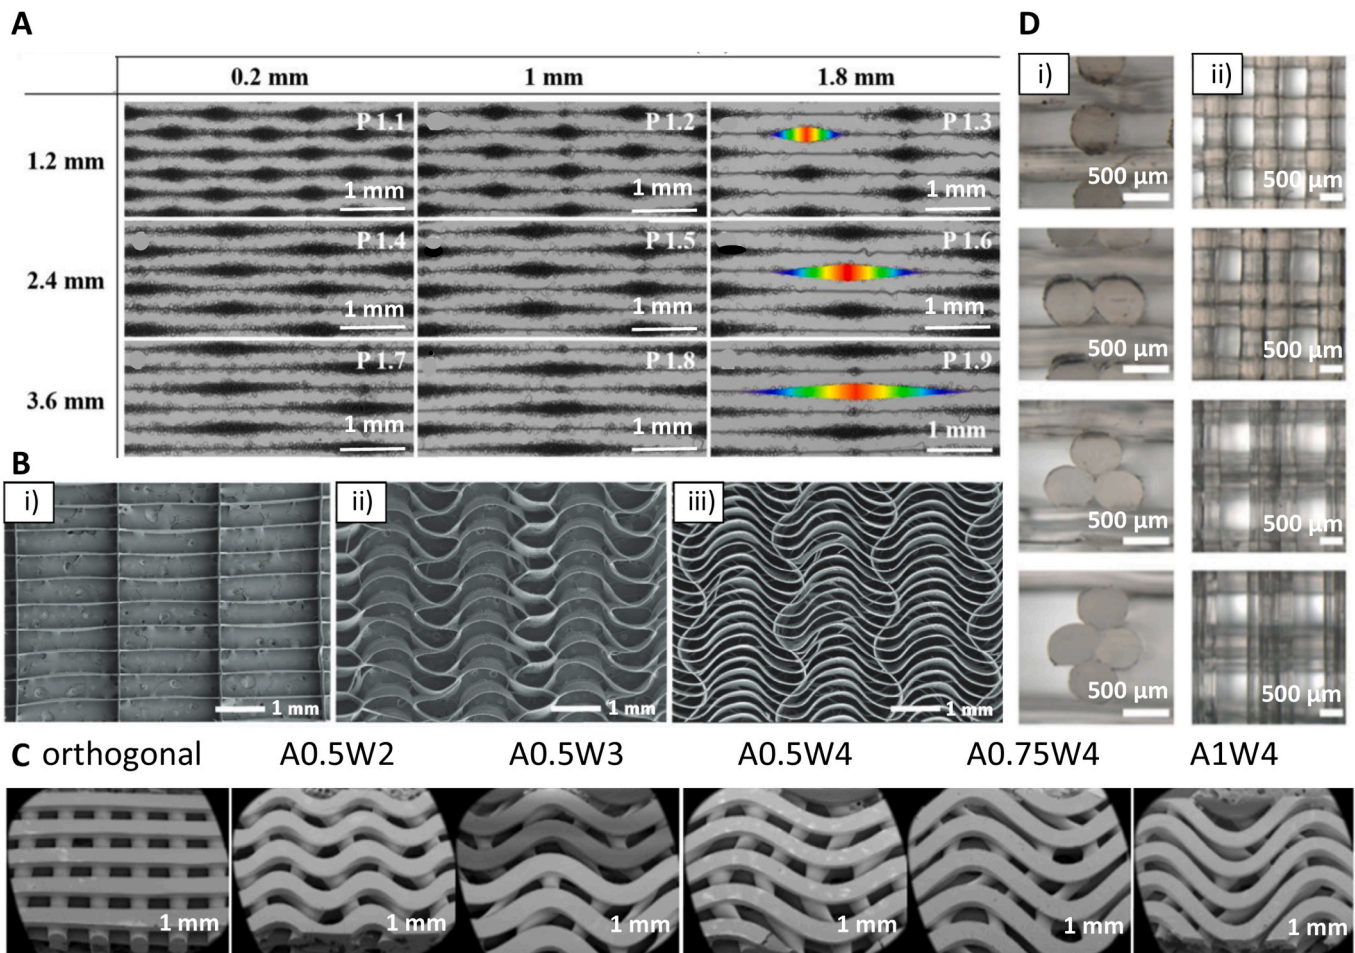 A
D
0.2 mm 1 mm 1.8 mm
1.2 mm
P 1.1 P 1.2 P 1.3
1 mm 1 mm 1 mm
2.4 mm
P 1.4 P 1.5 P 1.6
1 mm 1 mm 1 mm
3.6 mm
P 1.7 P 1.8 P 1.9
1 mm 1 mm 1 mm
B
i) ii) iii)
1 mm 1 mm 1 mm
i) ii)
500 µm 500 µm
500 µm 500 µm
500 µm 500 µm
500 µm 500 µm
C orthogonal A0.5W2 A0.5W3 A0.5W4 A0.75W4 A1W4
1 mm 1 mm 1 mm 1 mm 1 mm 1 mm